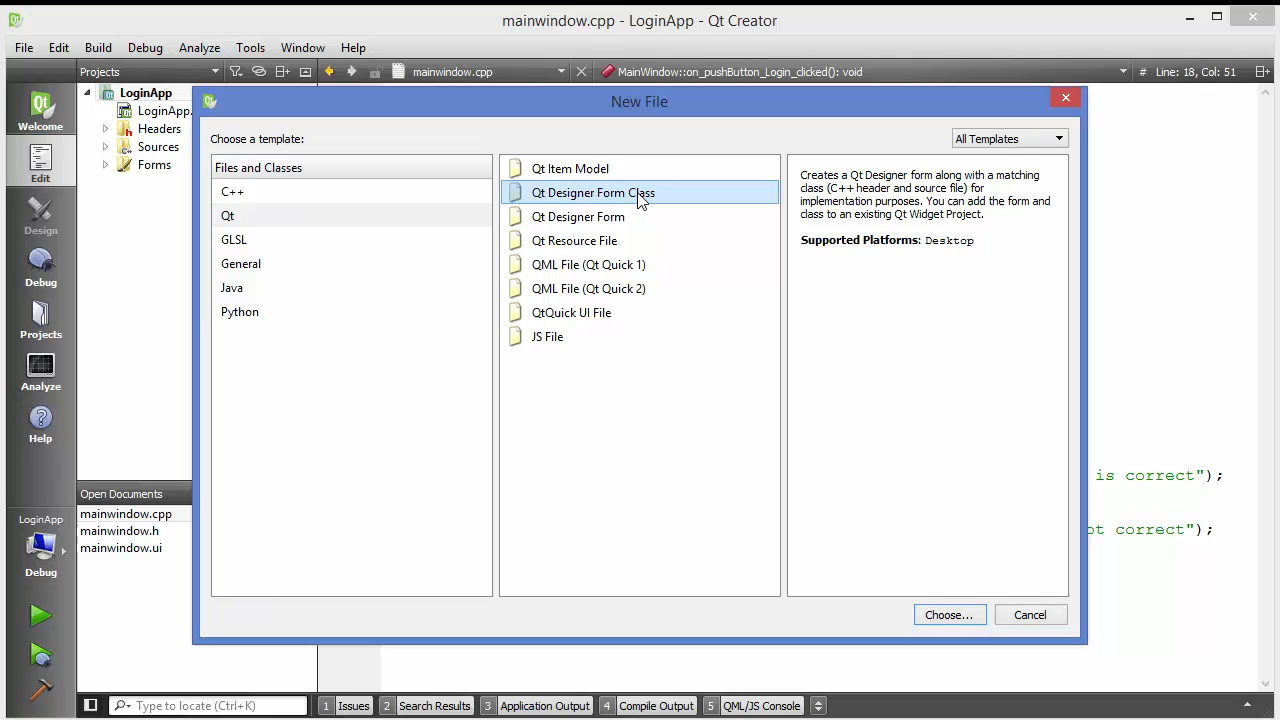 mainwindow.cpp - LoginApp - Qt Creator
File Edit Build Debug Analyze Tools Window Help
Projects mainwindow.cpp MainWindow::on_pushButton_Login_clicked(): void # Line: 18, Col: 51
LoginApp
LoginApp.
Headers
Sources
Forms
Qt
Welcome
Edit
Design
Debug
Projects
Analyze
Help
LoginApp
Debug
Open Documents
mainwindow.cpp
mainwindow.h
mainwindow.ui
New File
Choose a template:
All Templates
Files and Classes
C++
Qt
GLSL
General
Java
Python
Qt Item Model
Qt Designer Form Class
Qt Designer Form
Qt Resource File
QML File (Qt Quick 1)
QML File (Qt Quick 2)
QtQuick UI File
JS File
Creates a Qt Designer form along with a matching
class (C++ header and source file) for
implementation purposes. You can add the form and
class to an existing Qt Widget Project.
Supported Platforms: Desktop
Choose... Cancel
is correct");
ot correct");
Type to locate (Ctrl+K) 1 Issues 2 Search Results 3 Application Output 4 Compile Output 5 QML/JS Console